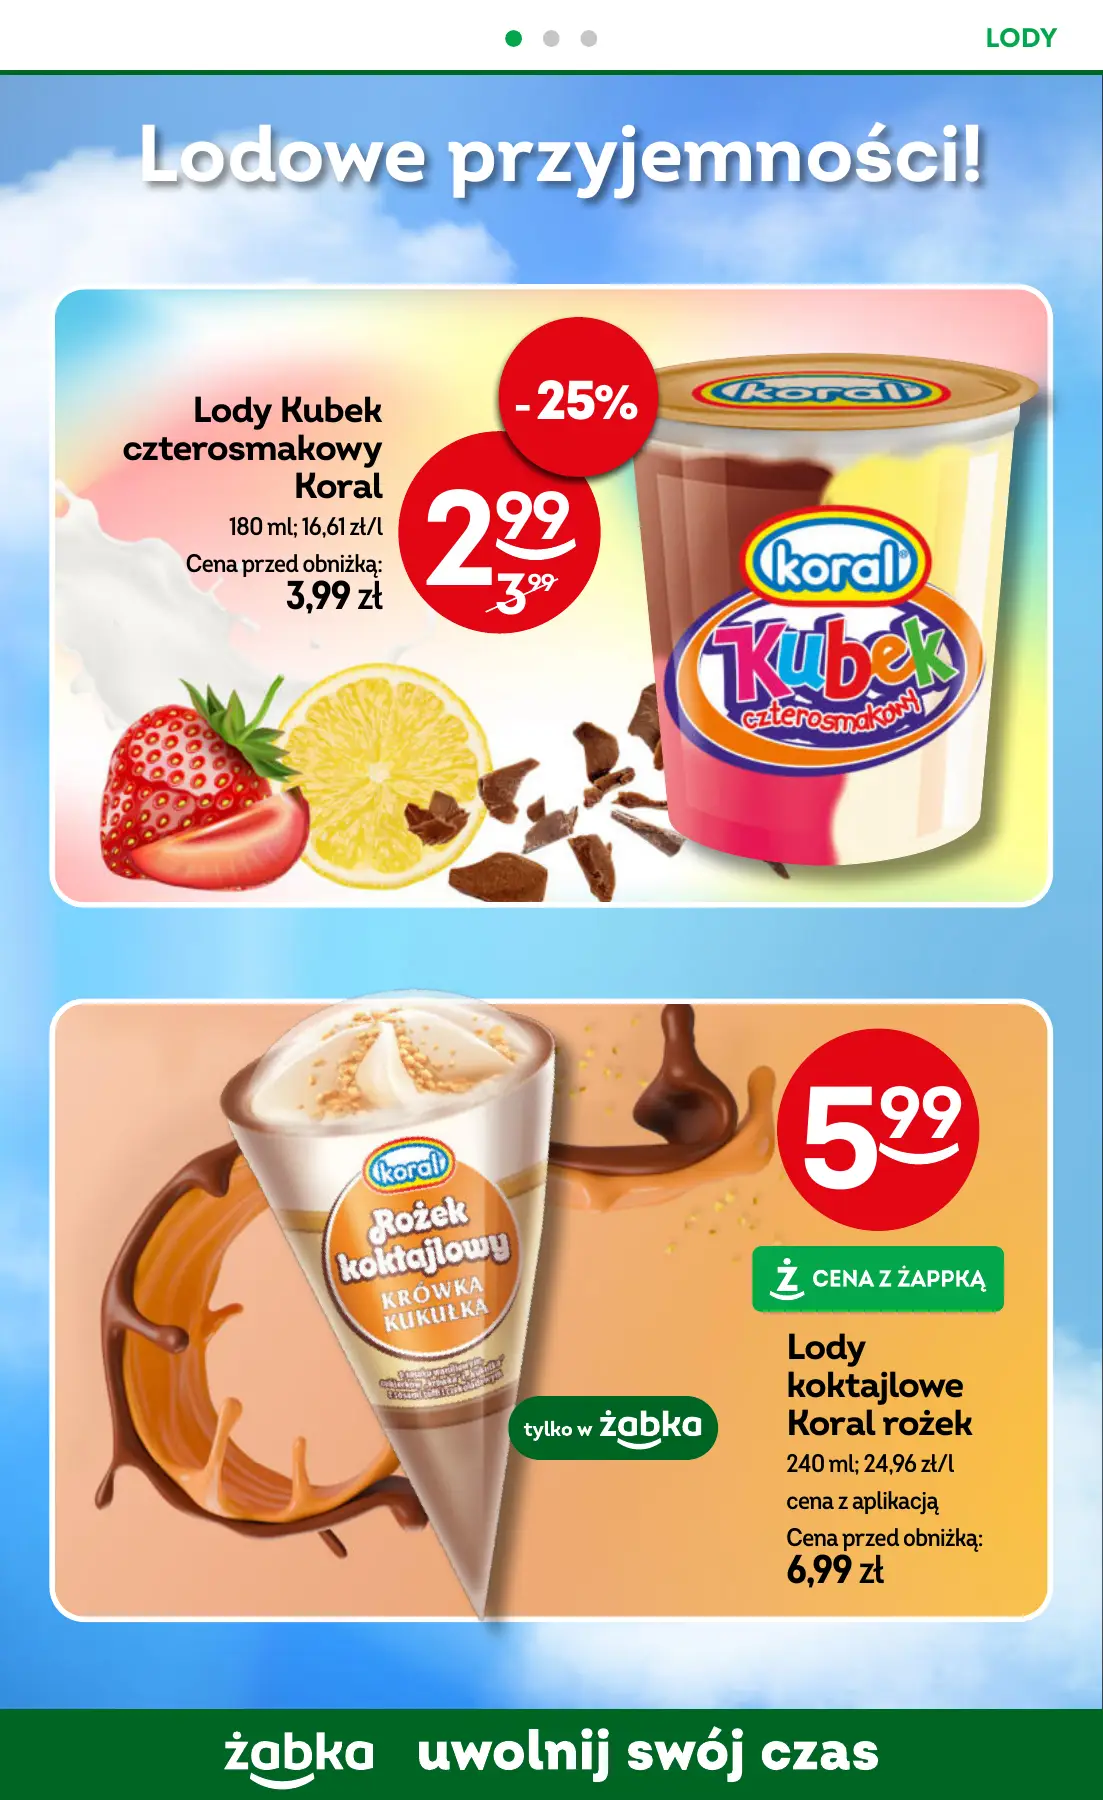 LODY
Lodowe przyjemności!
Lody Kubek
czterosmakowy
Koral
180 ml; 16,61 zł/l
Cena przed obniżką:
3,99 zł
-25%
2 99
3 99
koral
koral®
Kubek
czterosmakowy
koral
Rożek
koktajlowy
KRÓWKA
KUKUŁKA
tylko w żabka
5 99
Ż CENA Z ŻAPPKĄ
Lody
koktajlowe
Koral rożek
240 ml; 24,96 zł/l
cena z aplikacją
Cena przed obniżką:
6,99 zł
żabka uwolnij swój czas